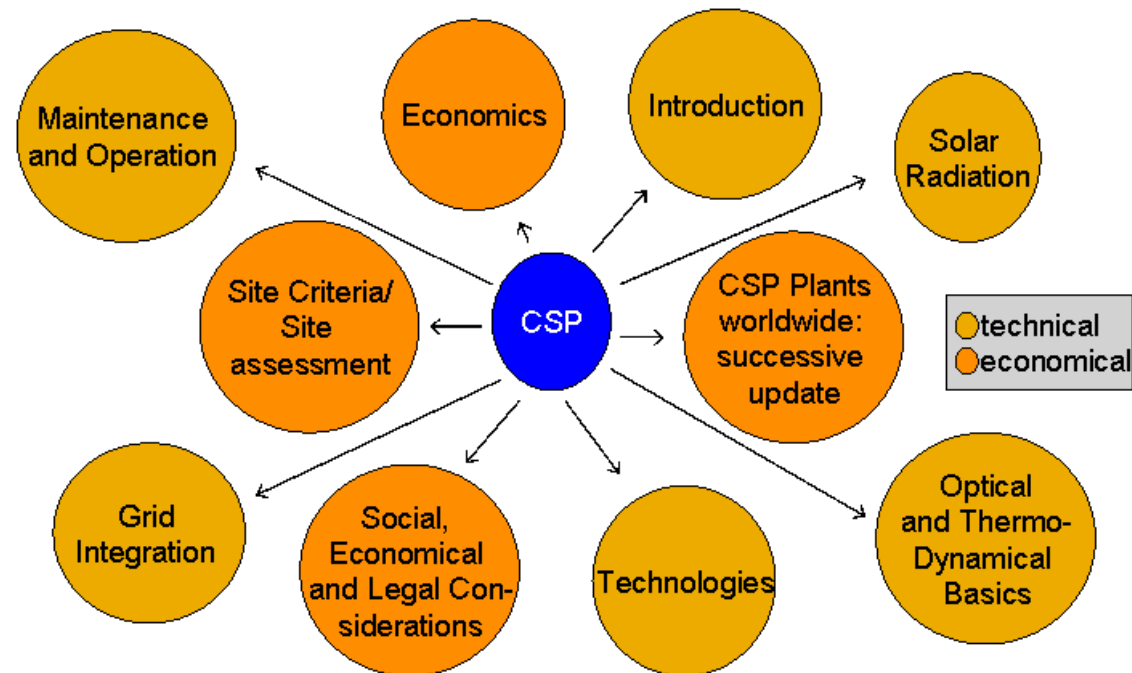 Maintenance
and Operation
Economics
Introduction
Solar
Radiation
Site Criteria/
Site
assessment
CSP
CSP Plants
worldwide:
successive
update
technical
economical
Grid
Integration
Social,
Economical
and Legal Con-
siderations
Technologies
Optical
and Thermo-
Dynamical
Basics